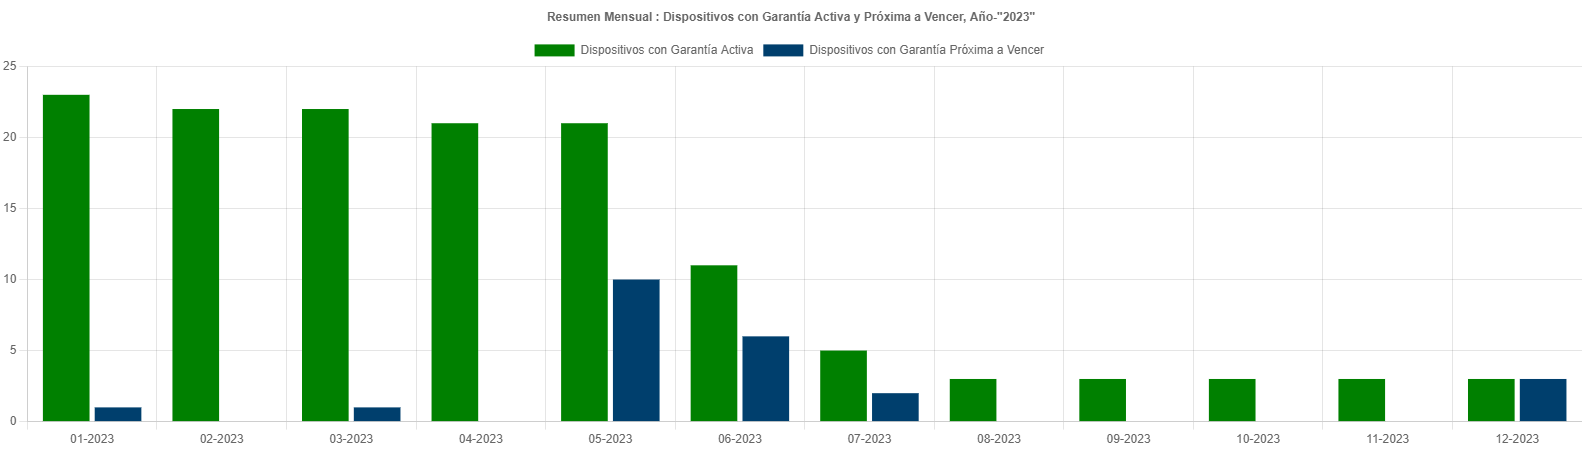 Resumen Mensual : Dispositivos con Garantía Activa y Próxima a Vencer, Año-"2023"
Dispositivos con Garantía Activa Dispositivos con Garantía Próxima a Vencer
25
20
15
10
5
0
01-2023 02-2023 03-2023 04-2023 05-2023 06-2023 07-2023 08-2023 09-2023 10-2023 11-2023 12-2023